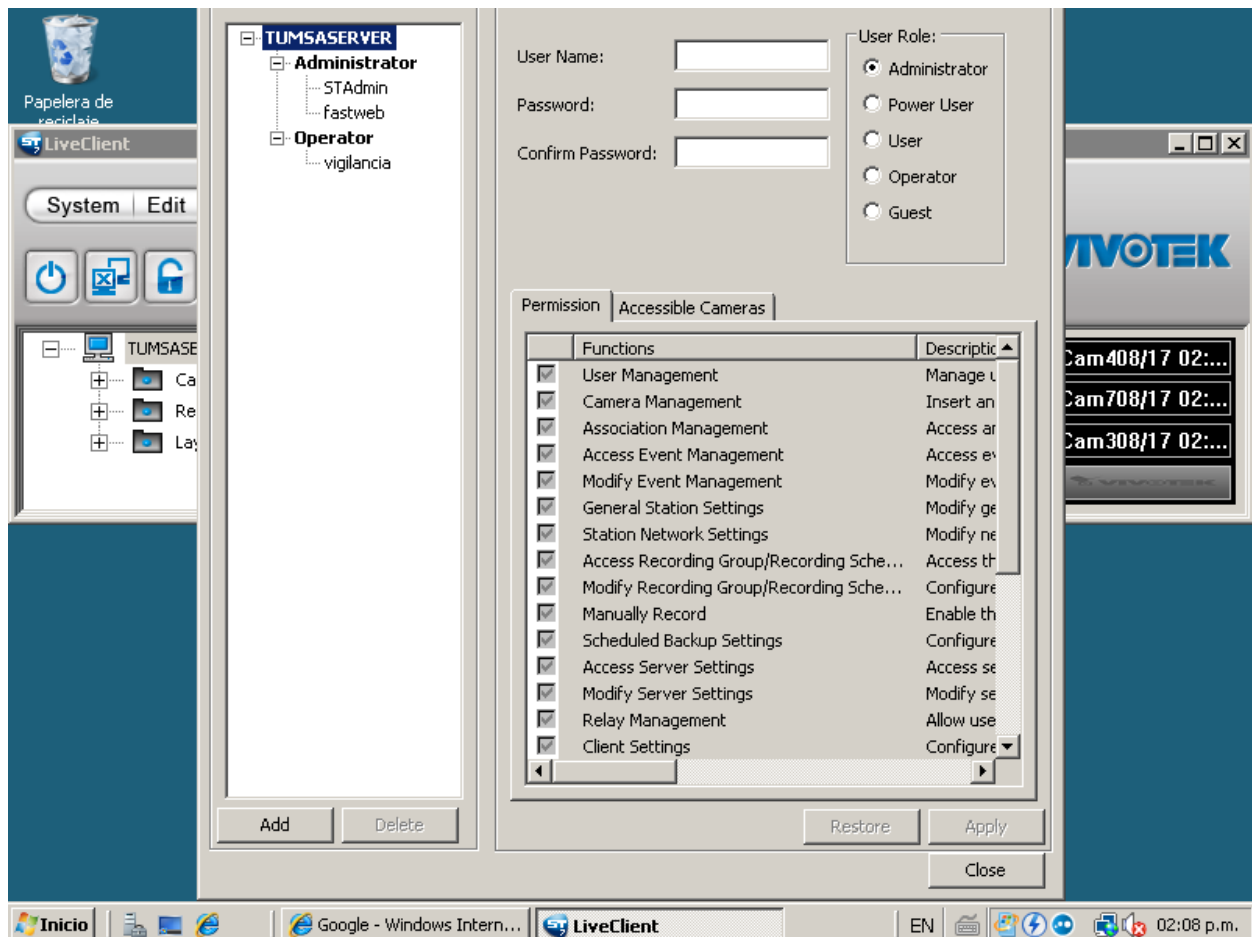 Papelera de
reciclaje
LiveClient
System Edit
TUMSASE
Ca
Re
Lay
TUMSASERVER
Administrator
STAdmin
fastweb
Operator
vigilancia
Add
Delete
User Name:
Password:
Confirm Password:
User Role:
Administrator
Power User
User
Operator
Guest
Permission
Accessible Cameras
Functions Descriptic
User Management Manage u
Camera Management Insert an
Association Management Access ar
Access Event Management Access ev
Modify Event Management Modify ev
General Station Settings Modify ge
Station Network Settings Modify ne
Access Recording Group/Recording Sche... Access th
Modify Recording Group/Recording Sche... Configure
Manually Record Enable th
Scheduled Backup Settings Configure
Access Server Settings Access se
Modify Server Settings Modify se
Relay Management Allow use
Client Settings Configure
Restore
Apply
Close
VIVOTEK
Cam408/17 02:...
Cam708/17 02:...
Cam308/17 02:...
VIVOTEK
Inicio
Google - Windows Intern...
LiveClient
EN
02:08 p.m.